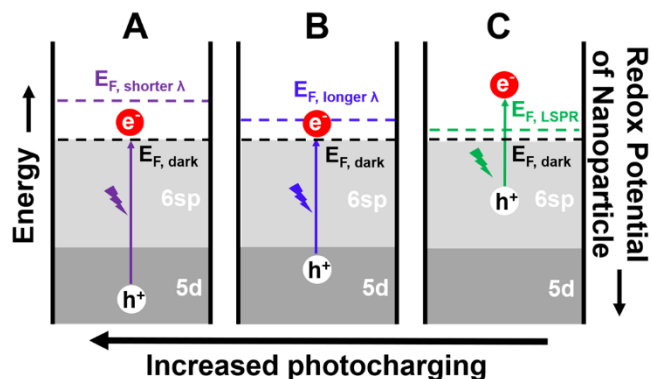 A
B
C
Energy
E_F, shorter λ
e-
E_F, dark
6sp
h+
5d
E_F, longer λ
e-
E_F, dark
6sp
h+
5d
e-
E_F, LSPR
E_F, dark
h+
6sp
5d
Redox Potential
of Nanoparticle
Increased photocharging